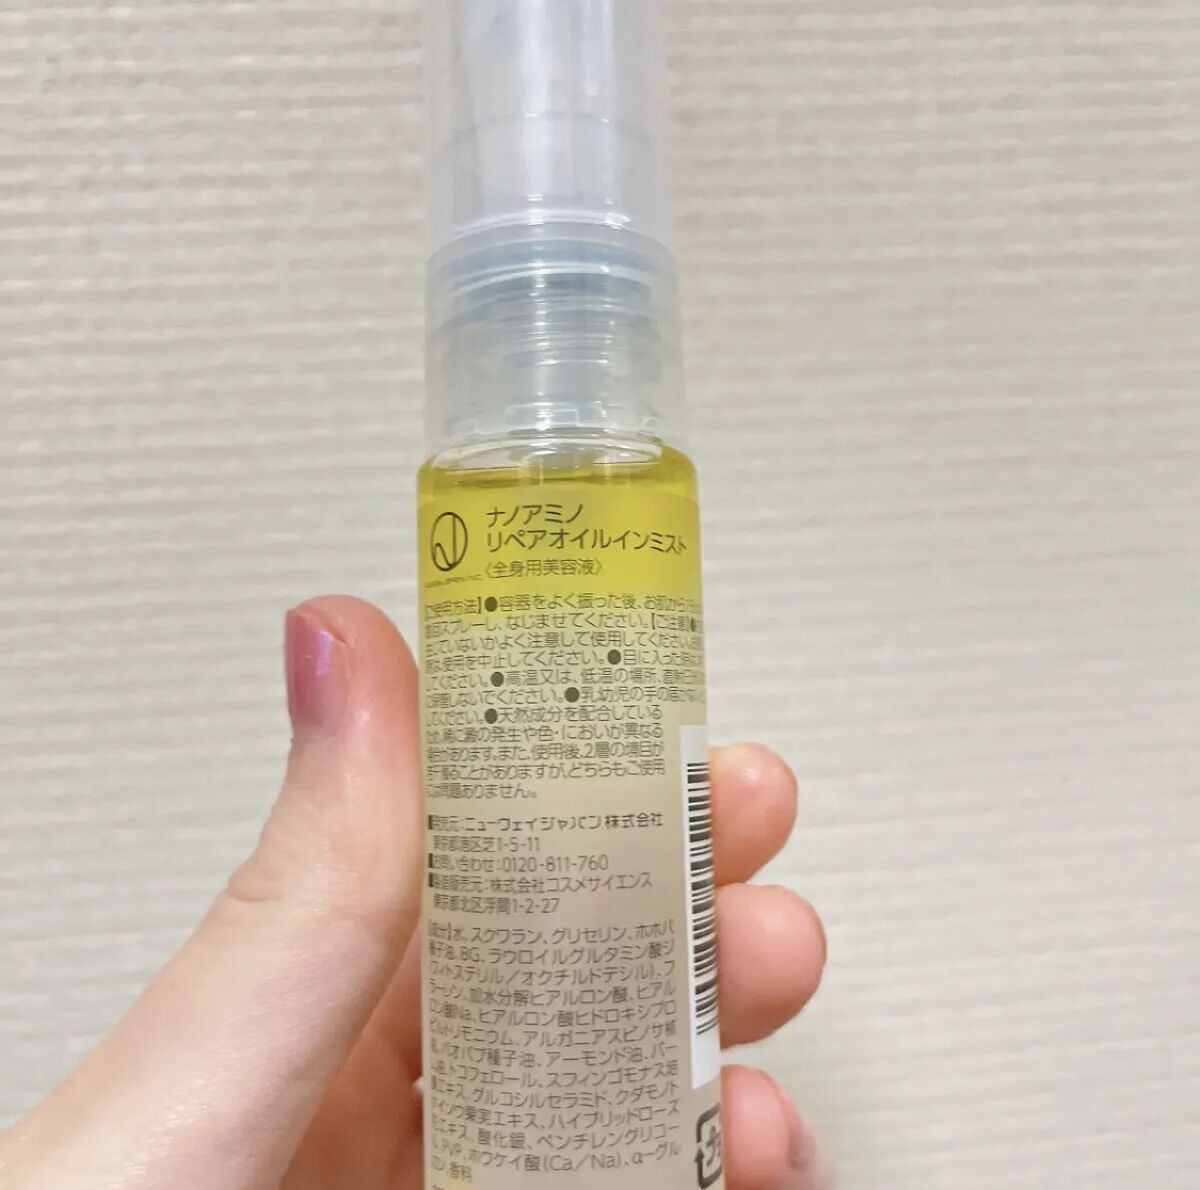 ナノアミノ
リペアオイルインミスト
〈全身用美容液〉
【ご使用方法】●容器をよく振った後、お肌から
スプレーし、なじませてください。【ご注意】●
していないかよく注意して使用してください。
使用を中止してください。●目に入った
してください。●高温又は、低温の場所、直射日
に保管しないでください。●乳幼児の手の届かない
してください。●天然成分を配合している
ため、稀に澱の発生や色・においが異なる
場合があります。また、使用後、2層の境目が
若干濁ることがありますが、どちらもご使用
には問題ありません。
■発売元:ニューウェイジャパン株式会社
東京都港区芝1-5-11
■お問い合わせ:0120-811-760
■製造販売元:株式会社コスメサイエンス
東京都北区浮間1-2-27
【成分】水、スクワラン、グリセリン、ホホバ
種子油、BG、ラウロイルグルタミン酸ジ
(フィトステリル/オクチルドデシル)、フ
ラーレン、加水分解ヒアルロン酸、ヒアル
ロン酸Na、ヒアルロン酸ヒドロキシプロ
ピルトリモニウム、アルガニアスピノサ核
油、バオバブ種子油、アーモンド油、パー
ム油、トコフェロール、スフィンゴモナス培
養エキス、グルコシルセラミド、クダモノト
ケイソウ果実エキス、ハイブリッドローズ
花エキス、酸化銀、ペンチレングリコー
ル、PVP、ホウケイ酸(Ca/Na)、α-グル
カン、香料